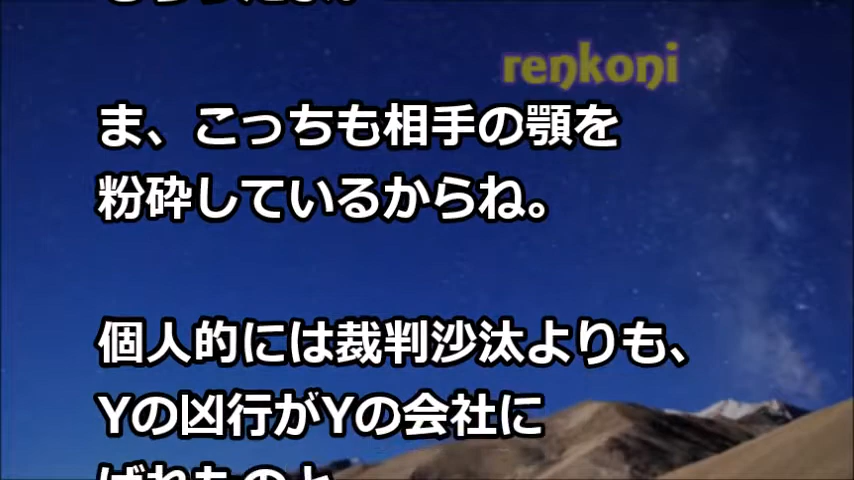 renkoni
ま、こっちも相手の顎を
粉砕しているからね。
個人的には裁判沙汰よりも、
Yの凶行がYの会社に